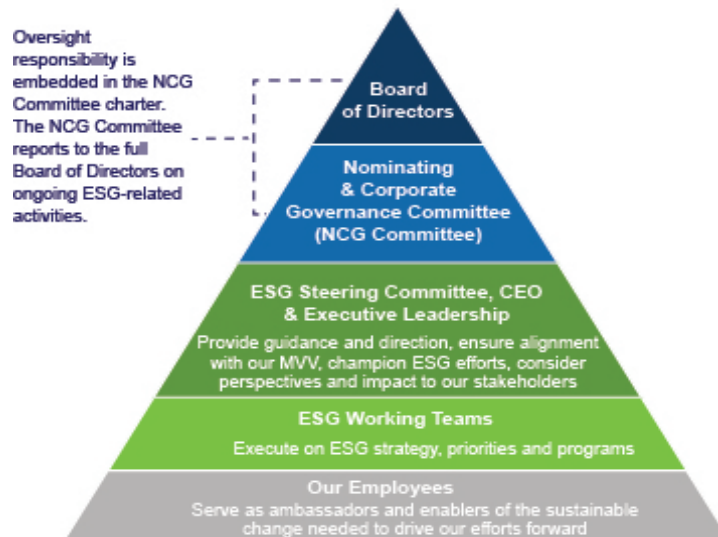 Oversight
responsibility is
embedded in the NCG
Committee charter.
The NCG Committee
reports to the full
Board of Directors on
ongoing ESG-related
activities.
Board
of Directors
Nominating
& Corporate
Governance Committee
(NCG Committee)
ESG Steering Committee, CEO
& Executive Leadership
Provide guidance and direction, ensure alignment
with our MVV, champion ESG efforts, consider
perspectives and impact to our stakeholders
ESG Working Teams
Execute on ESG strategy, priorities and programs
Our Employees
Serve as ambassadors and enablers of the sustainable
change needed to drive our efforts forward